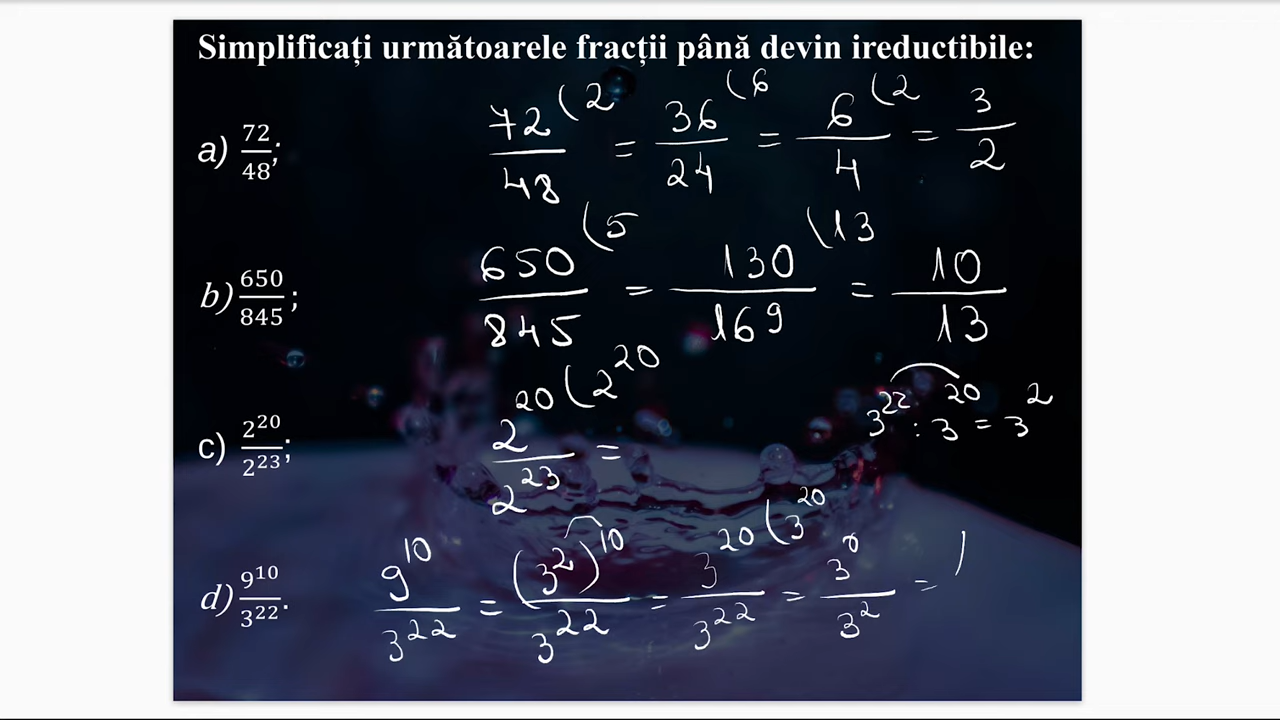 Simplificați următoarele fracții până devin ireductibile:
a) 72/48; 72/48 (2 = 36/24 (6 = 6/4 (2 = 3/2
b) 650/845; 650/845 (5 = 130/169 (13 = 10/13
c) 2^20/2^23; 2^20/2^23 (2^20 = 3^22 : 3^20 = 3^2
d) 9^10/3^22. 9^10/3^22 = (3^2)^10/3^22 = 3^20/3^22 (3^20 = 3^0/3^2 = 1